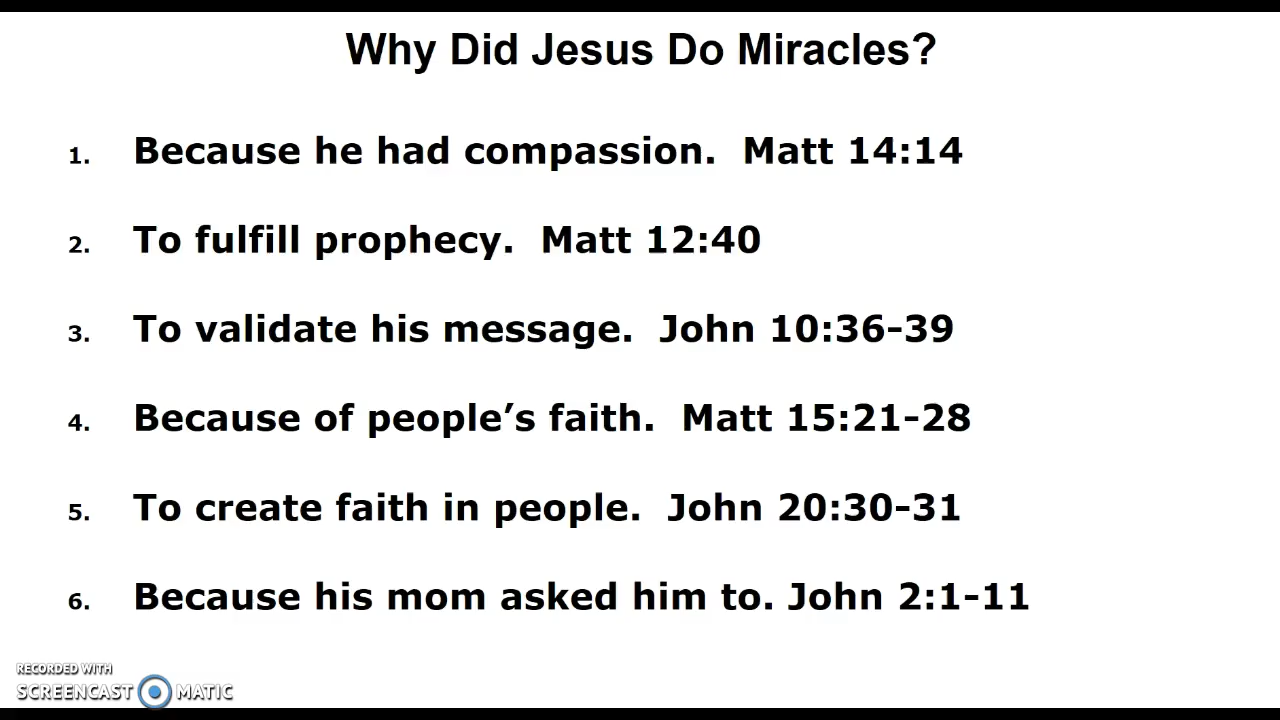 Why Did Jesus Do Miracles?
1. Because he had compassion. Matt 14:14
2. To fulfill prophecy. Matt 12:40
3. To validate his message. John 10:36-39
4. Because of people’s faith. Matt 15:21-28
5. To create faith in people. John 20:30-31
6. Because his mom asked him to. John 2:1-11
RECORDED WITH
SCREENCAST MATIC